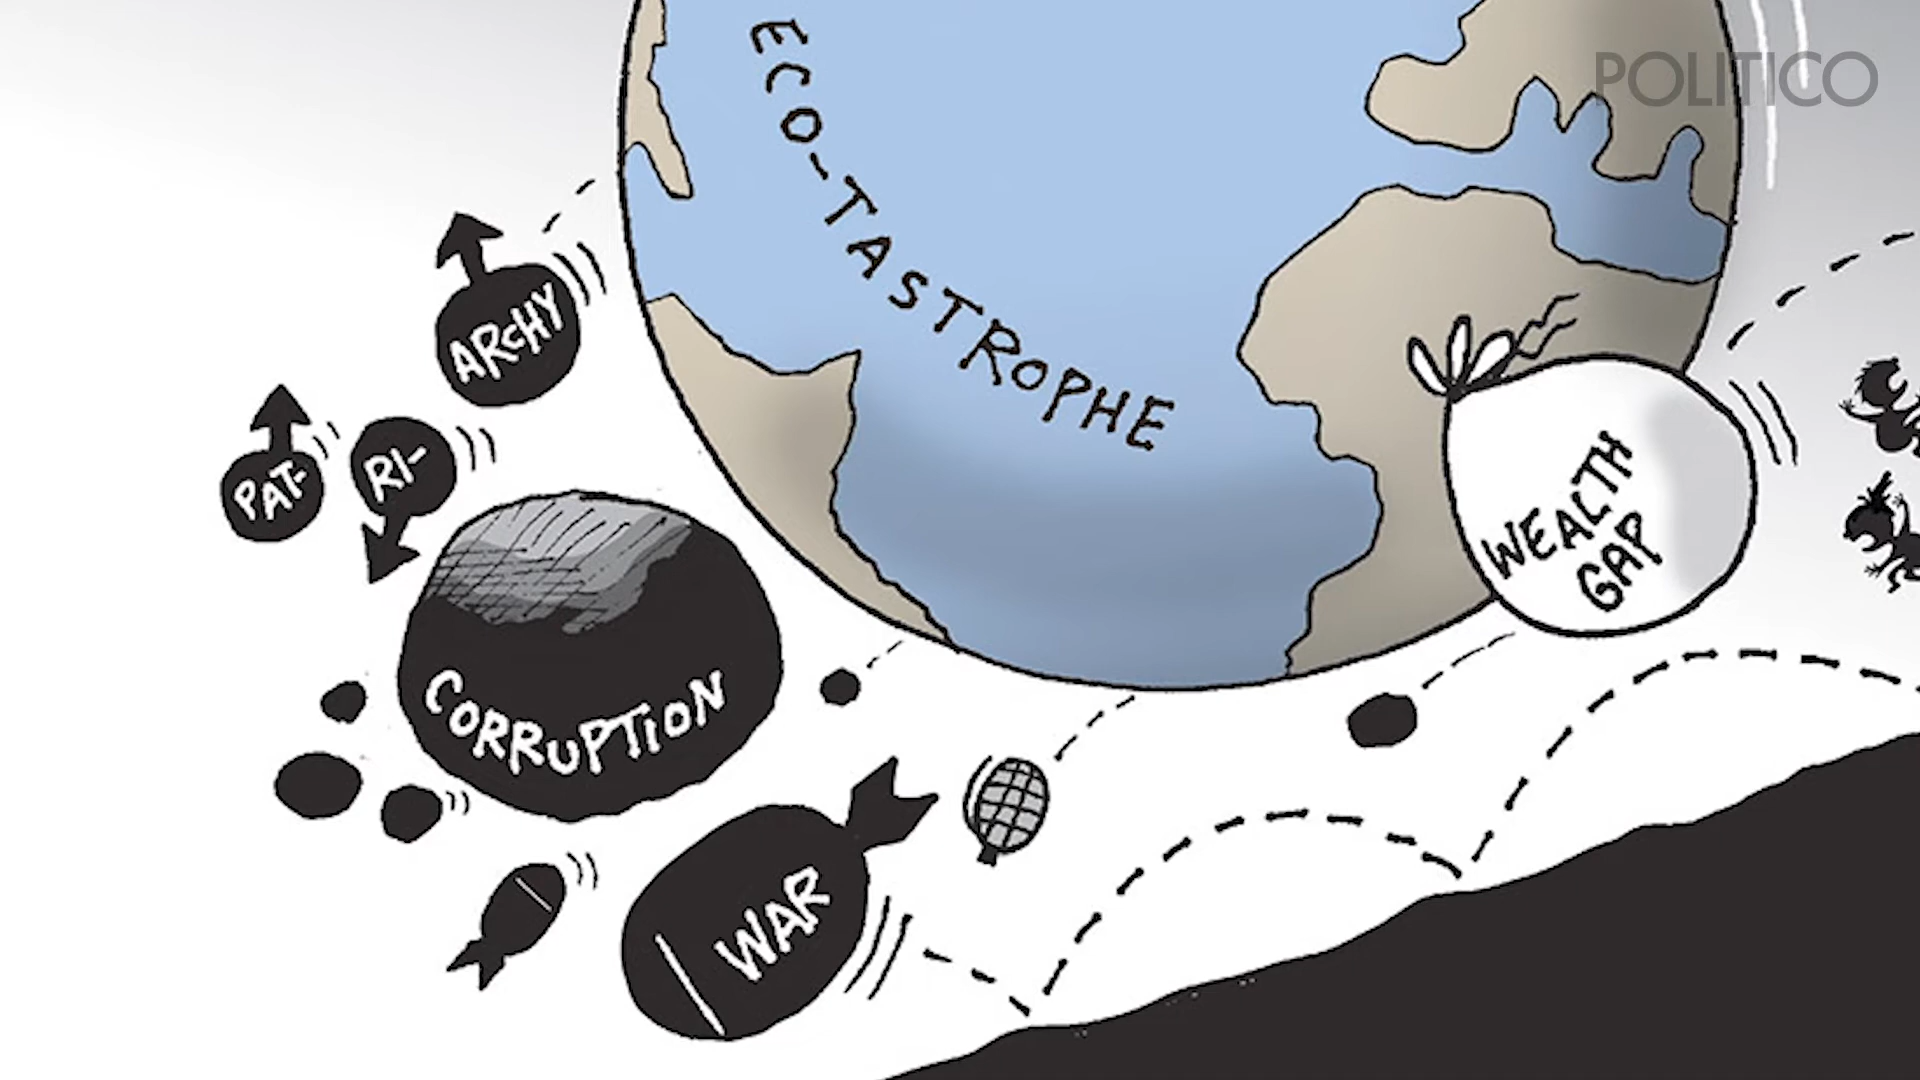 POLITICO
ECO-TASTROPHE
PAT-
RI-
ARCHY
WEALTH
GAP
CORRUPTION
WAR